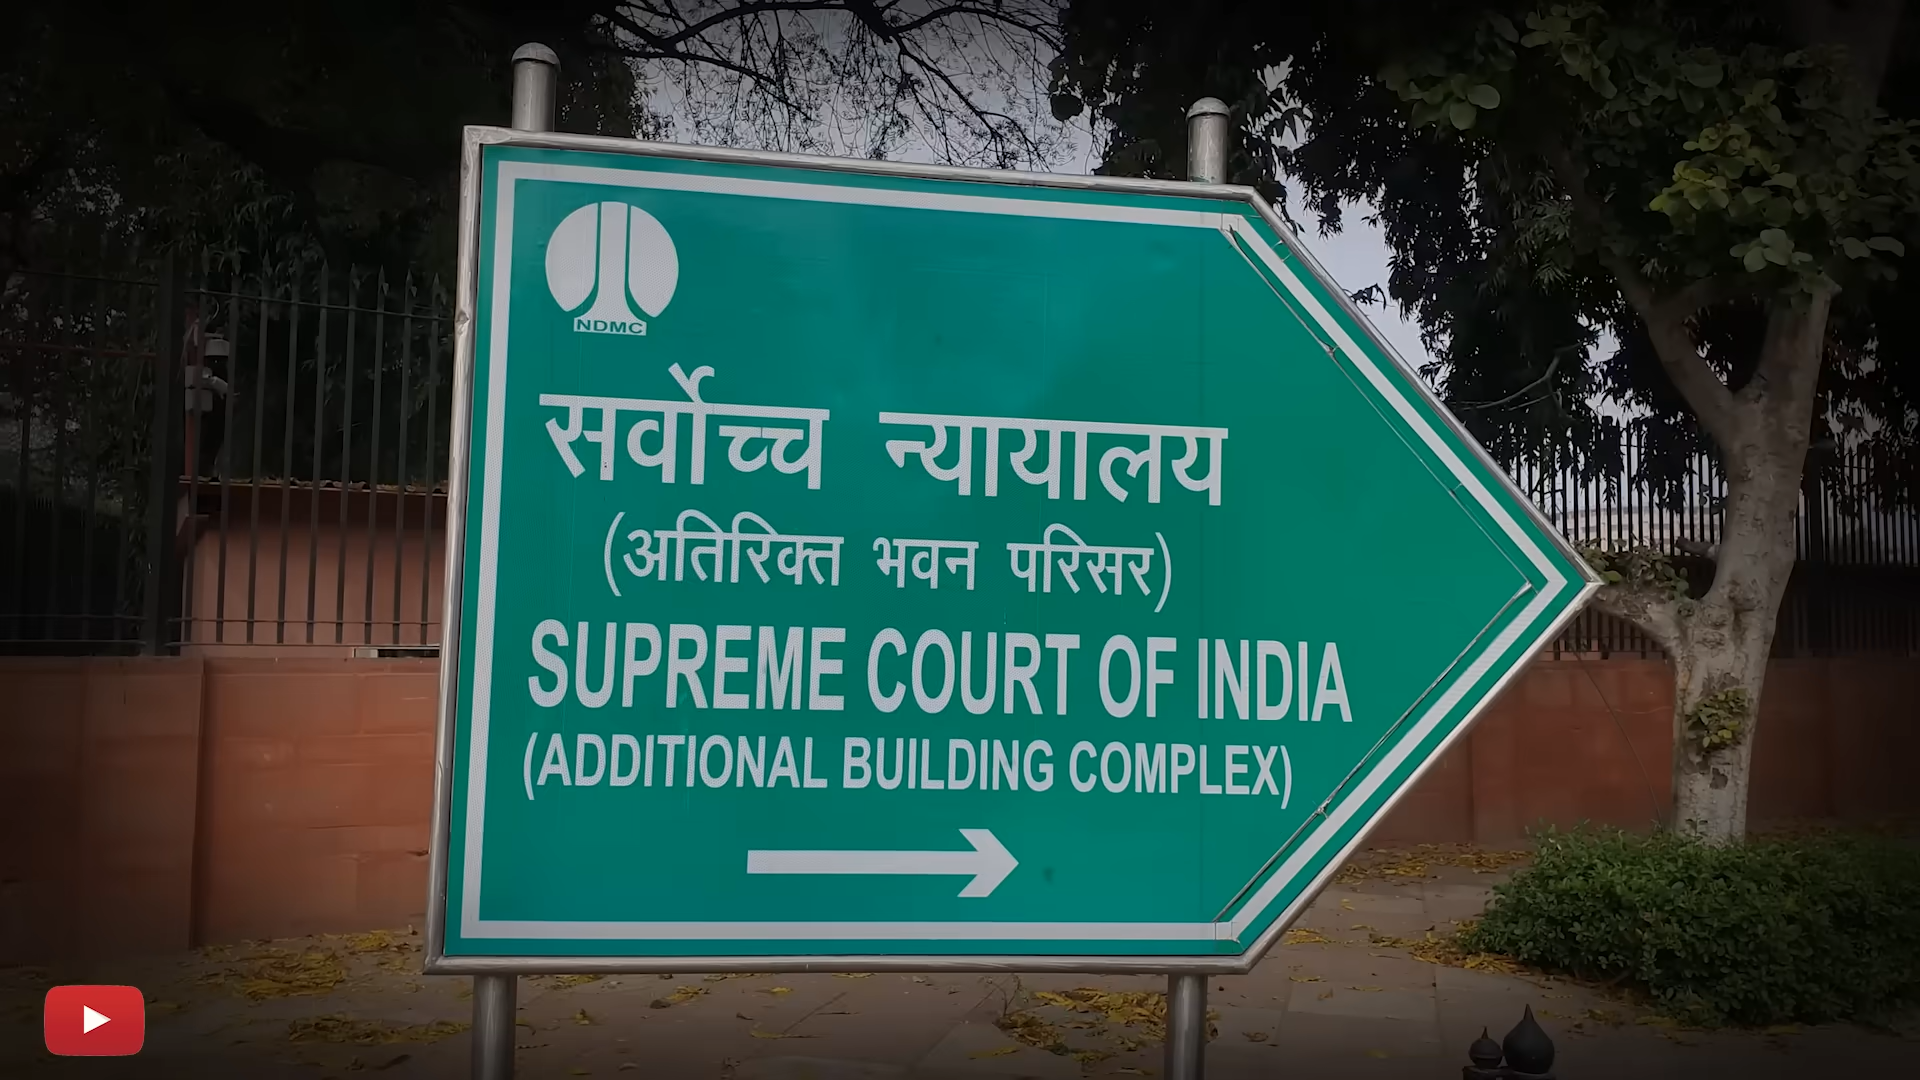 NDMC
सर्वोच्च न्यायालय
(अतिरिक्त भवन परिसर)
SUPREME COURT OF INDIA
(ADDITIONAL BUILDING COMPLEX)